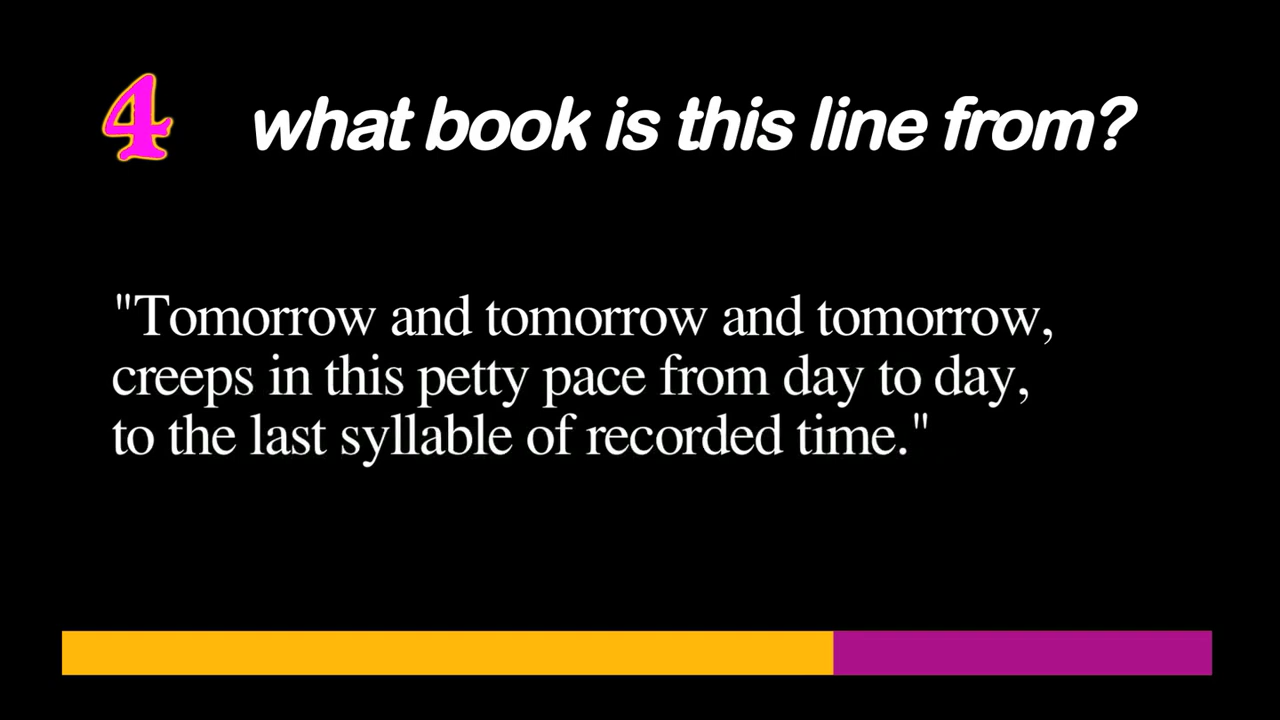 4 what book is this line from?
"Tomorrow and tomorrow and tomorrow,
creeps in this petty pace from day to day,
to the last syllable of recorded time."